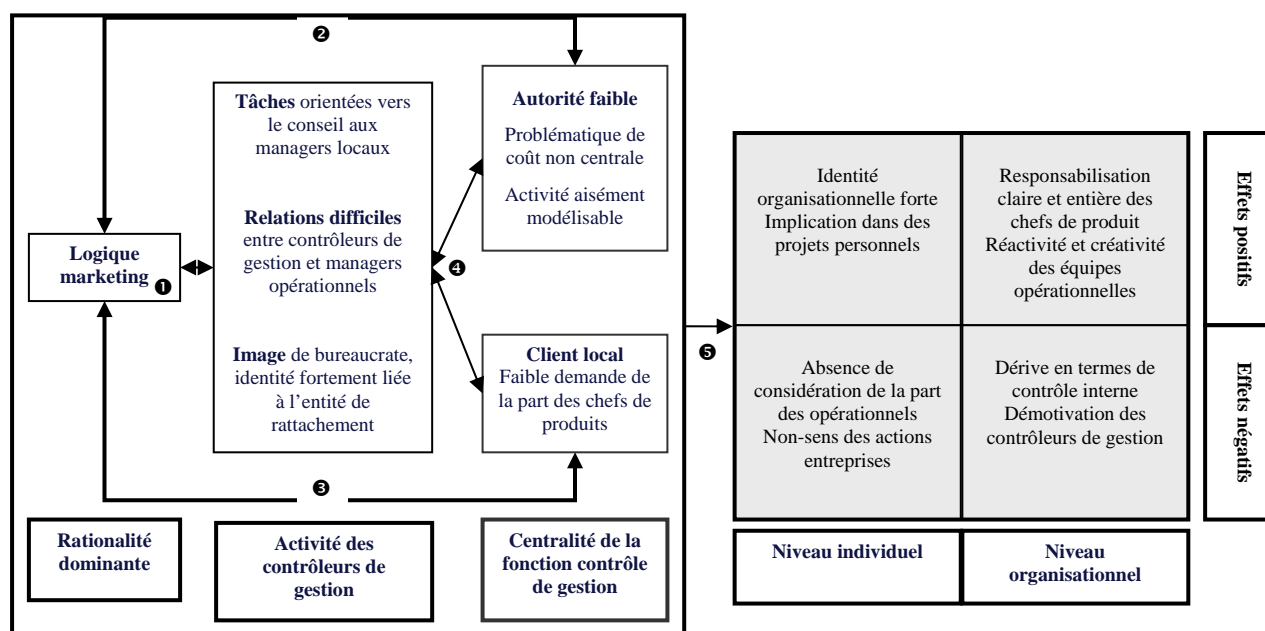 ❷
Tâches orientées vers
le conseil aux
managers locaux
Relations difficiles
entre contrôleurs de
gestion et managers
opérationnels
Image de bureaucrate,
identité fortement liée
à l’entité de
rattachement
Autorité faible
Problématique de
coût non centrale
Activité aisément
modélisable
Logique
marketing
❶
❹
Client local
Faible demande de
la part des chefs de
produits
❸
❺
Rationalité
dominante
Activité des
contrôleurs de
gestion
Centralité de la
fonction contrôle
de gestion
Identité
organisationnelle forte
Implication dans des
projets personnels
Responsabilisation
claire et entière des
chefs de produit
Réactivité et créativité
des équipes
opérationnelles
Effets positifs
Absence de
considération de la part
des opérationnels
Non-sens des actions
entreprises
Dérive en termes de
contrôle interne
Démotivation des
contrôleurs de gestion
Effets négatifs
Niveau individuel
Niveau
organisationnel